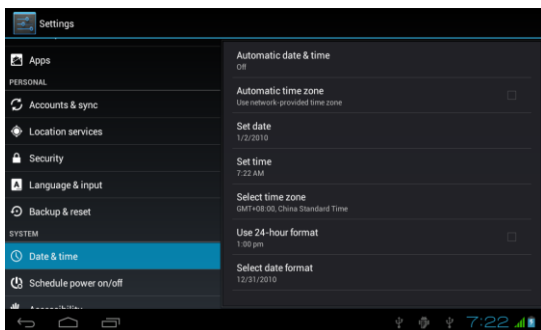 Settings
Apps
PERSONAL
Accounts & sync
Location services
Security
A Language & input
Backup & reset
SYSTEM
Date & time
Schedule power on/off
Accessibility
Automatic date & time
Off
Automatic time zone
Use network-provided time zone
Set date
1/2/2010
Set time
7:22 AM
Select time zone
GMT+08:00, China Standard Time
Use 24-hour format
1:00 pm
Select date format
12/31/2010
7:22